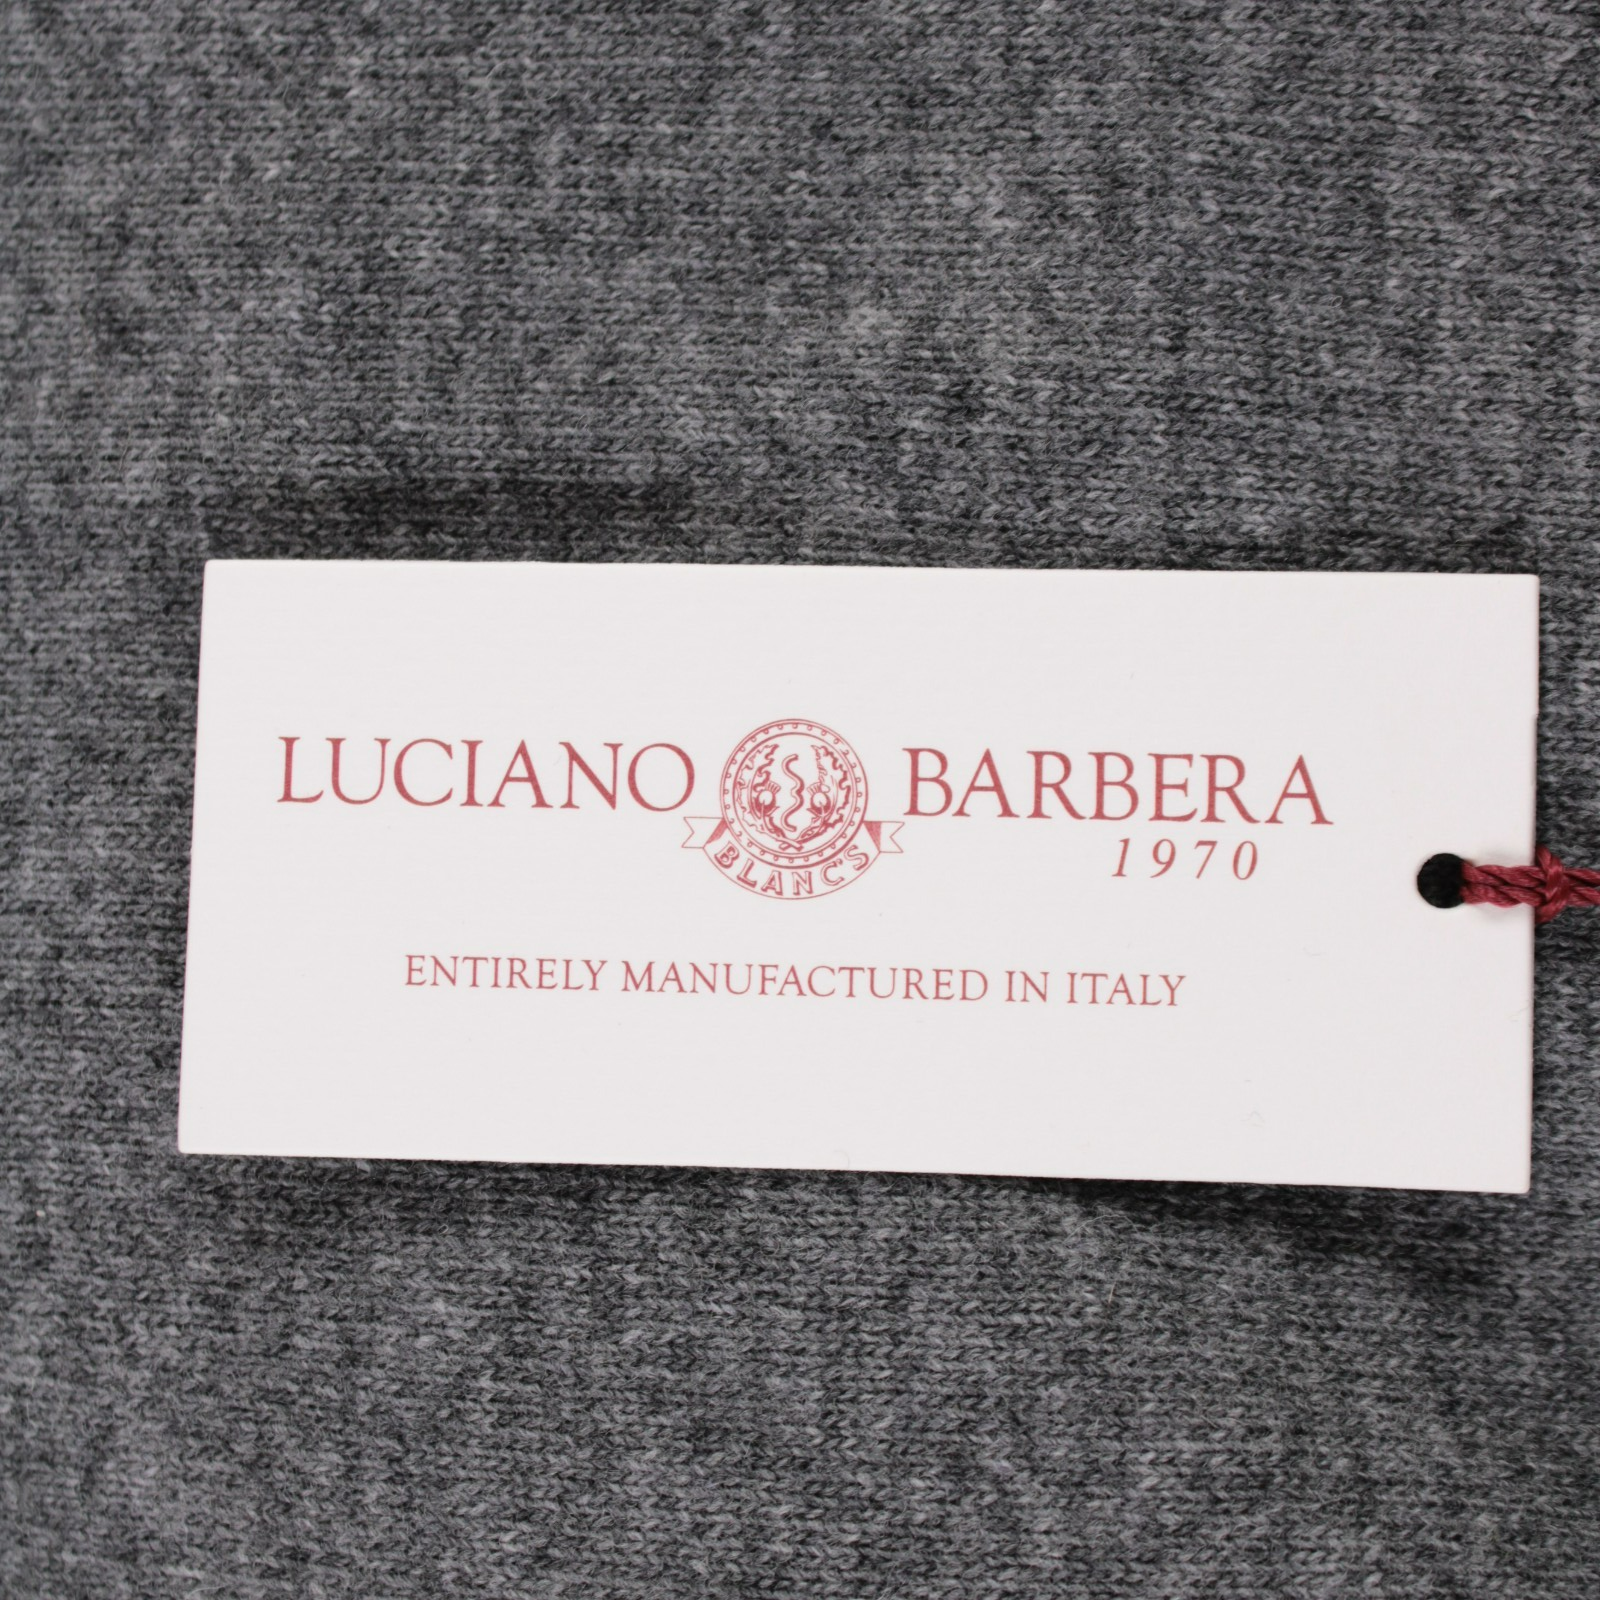 LUCIANO BARBERA
1970
BLANC'S
ENTIRELY MANUFACTURED IN ITALY